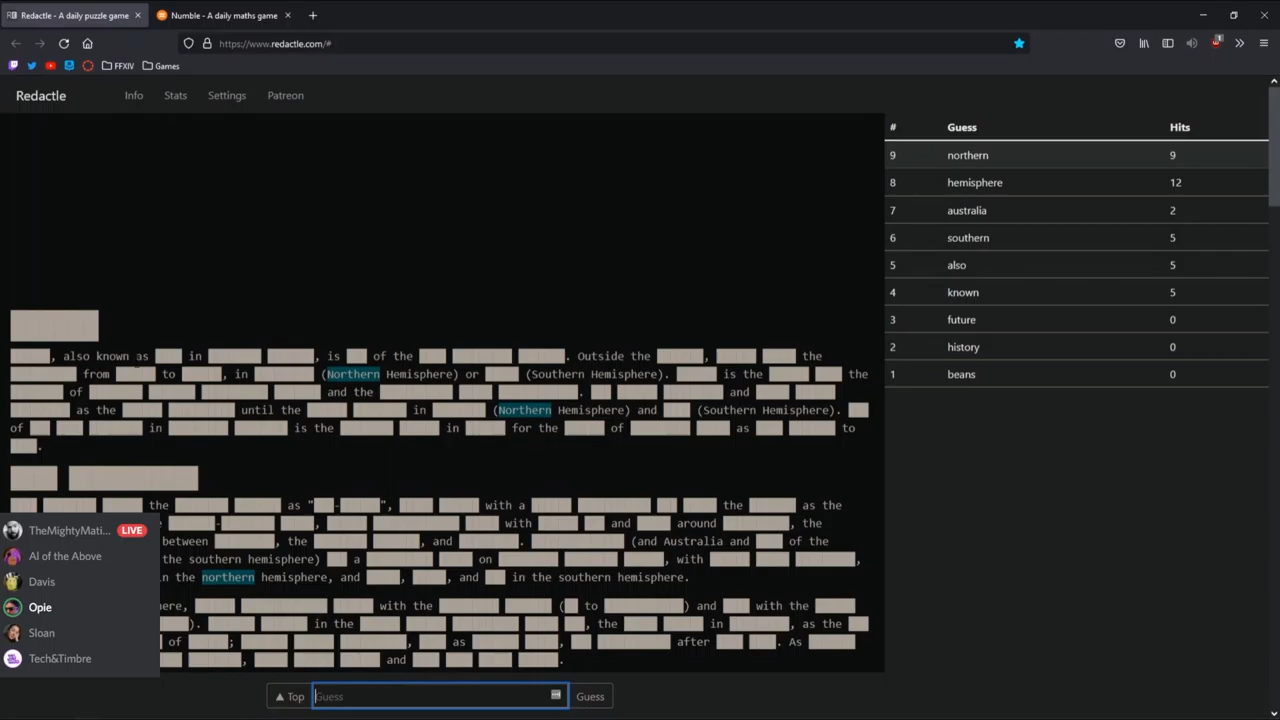 Redactle - A daily puzzle game
Numble - A daily maths game
https://www.redactle.com/#
1
FFXIV
Games
Redactle
Info
Stats
Settings
Patreon
# Guess Hits
9 northern 9
8 hemisphere 12
7 australia 2
6 southern 5
5 also 5
4 known 5
3 future 0
2 history 0
1 beans 0
, also known as in , is of the . Outside the , the
from to , in (Northern Hemisphere) or (Southern Hemisphere). is the the
of and the . and
as the until the in (Northern Hemisphere) and (Southern Hemisphere).
of in is the in for the of as to
.
the as " - ", with a the as the
- , with and around , the
between , the , and . (and Australia and of the
the southern hemisphere) a on , with ,
in the northern hemisphere, and , , and in the southern hemisphere.
ere, with the ( to ) and with the
). in the , the in , as the
of ; , as , after . As
, and .
TheMightyMati... LIVE
Al of the Above
Davis
Opie
Sloan
Tech&Timbre
▲ Top
Guess
Guess